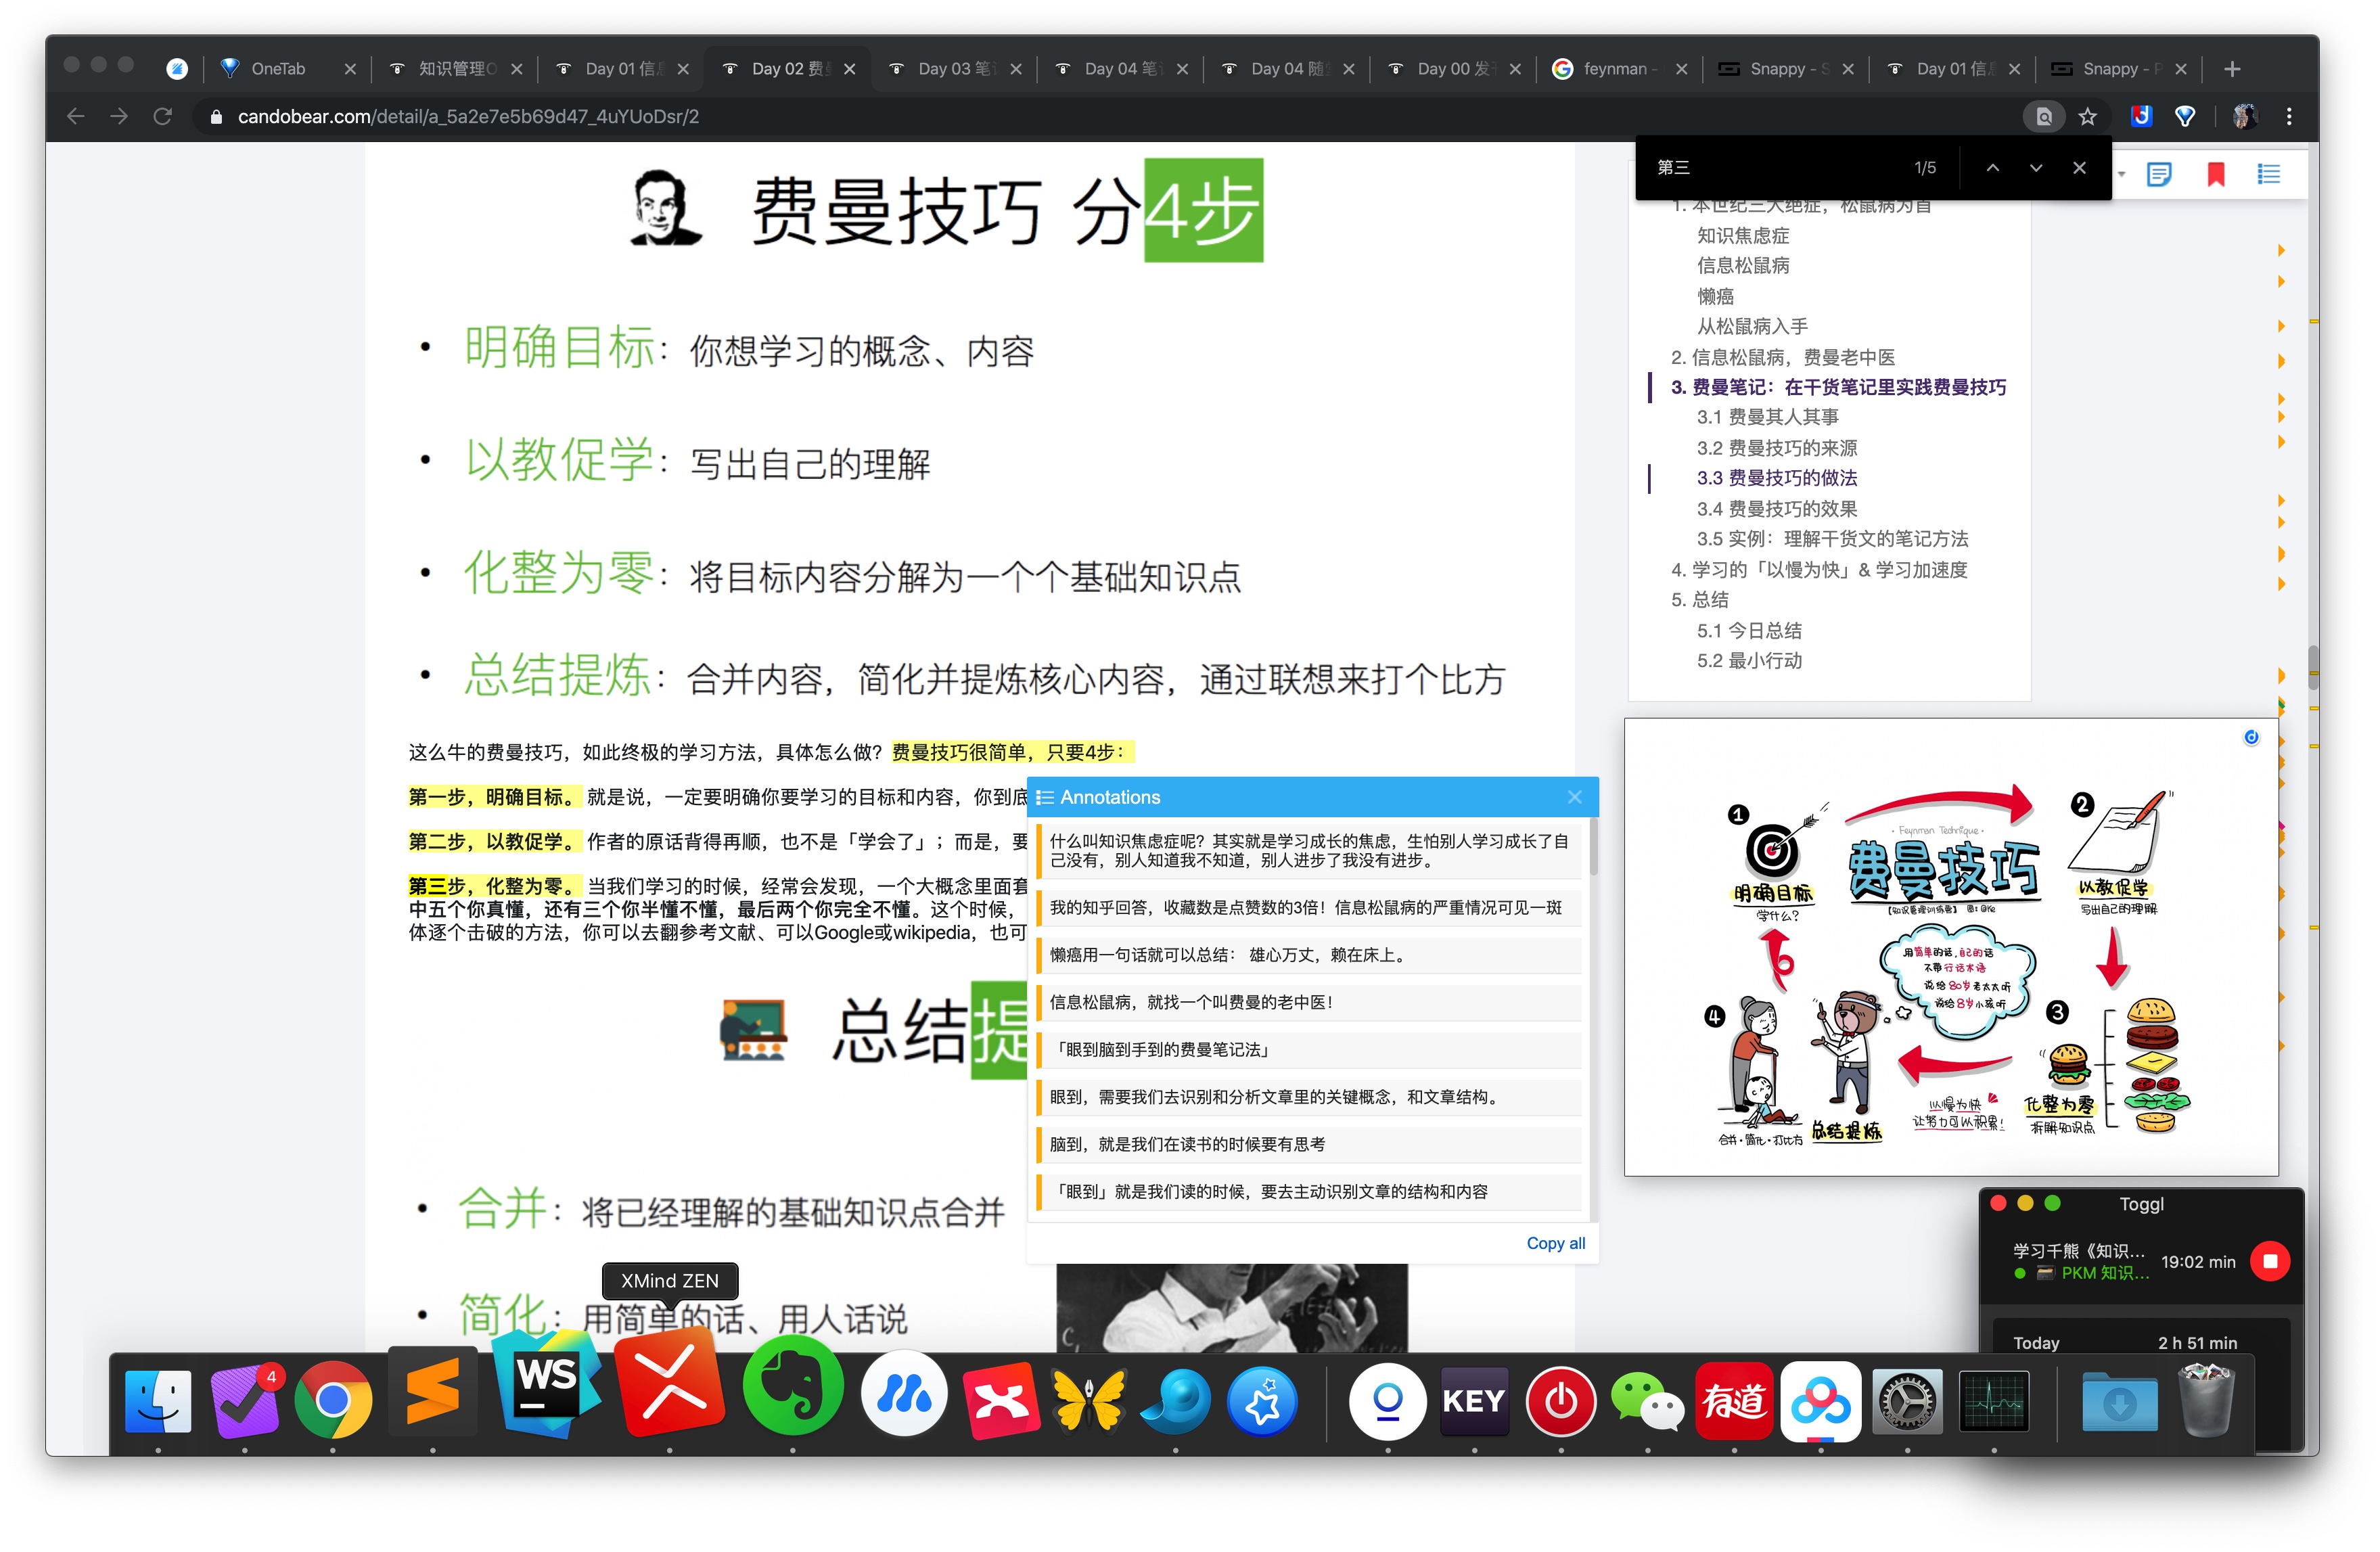 OneTab
知识管理
Day 01 信息
Day 02 费
Day 03 笔
Day 04 笔
Day 04 随
Day 00 发
feynman -
Snappy - S
Day 01 信息
Snappy - P
candobear.com/detail/a_5a2e7e5b69d47_4uYUoDsr/2
第三
1/5
费曼技巧 分4步
• 明确目标：你想学习的概念、内容
• 以教促学：写出自己的理解
• 化整为零：将目标内容分解为一个个基础知识点
• 总结提炼：合并内容，简化并提炼核心内容，通过联想来打个比方
这么牛的费曼技巧，如此终极的学习方法，具体怎么做？费曼技巧很简单，只要4步：
第一步，明确目标。就是说，一定要明确你要学习的目标和内容，你到底
第二步，以教促学。作者的原话背得再顺，也不是「学会了」；而是，要
第三步，化整为零。当我们学习的时候，经常会发现，一个大概念里面套
中五个你真懂，还有三个你半懂不懂，最后两个你完全不懂。这个时候，
体逐个击破的方法，你可以去翻参考文献、可以Google或wikipedia，也可
总结提
• 合并：将已经理解的基础知识点合并
• 简化：用简单的话、用人话说
XMind ZEN
1. 本世纪三大绝症，松鼠病为首
知识焦虑症
信息松鼠病
懒癌
从松鼠病入手
2. 信息松鼠病，费曼老中医
3. 费曼笔记：在干货笔记里实践费曼技巧
3.1 费曼其人其事
3.2 费曼技巧的来源
3.3 费曼技巧的做法
3.4 费曼技巧的效果
3.5 实例：理解干货文的笔记方法
4. 学习的「以慢为快」& 学习加速度
5. 总结
5.1 今日总结
5.2 最小行动
Annotations
什么叫知识焦虑症呢？其实就是学习成长的焦虑，生怕别人学习成长了自
己没有，别人知道我不知道，别人进步了我没有进步。
我的知乎回答，收藏数是点赞数的3倍！信息松鼠病的严重情况可见一斑
懒癌用一句话就可以总结： 雄心万丈，赖在床上。
信息松鼠病，就找一个叫费曼的老中医！
「眼到脑到手到的费曼笔记法」
眼到，需要我们去识别和分析文章里的关键概念，和文章结构。
脑到，就是我们在读书的时候要有思考
「眼到」就是我们读的时候，要去主动识别文章的结构和内容
Copy all
1
明确目标
学什么？
· Feynman Technique ·
费曼技巧
【知识管理训练营】 图：@Ke
2
以教促学
写出自己的理解
用简单的话，自己的话
不带行话术语
说给80岁老太太听
说给8岁小孩听
3
化整为零
拆解知识点
以慢为快
让努力可以积累！
4
总结提炼
合并·简化·打比方
Toggl
学习千熊《知识...
PKM 知识...
19:02 min
Today
2 h 51 min
4
WS
KEY
有道